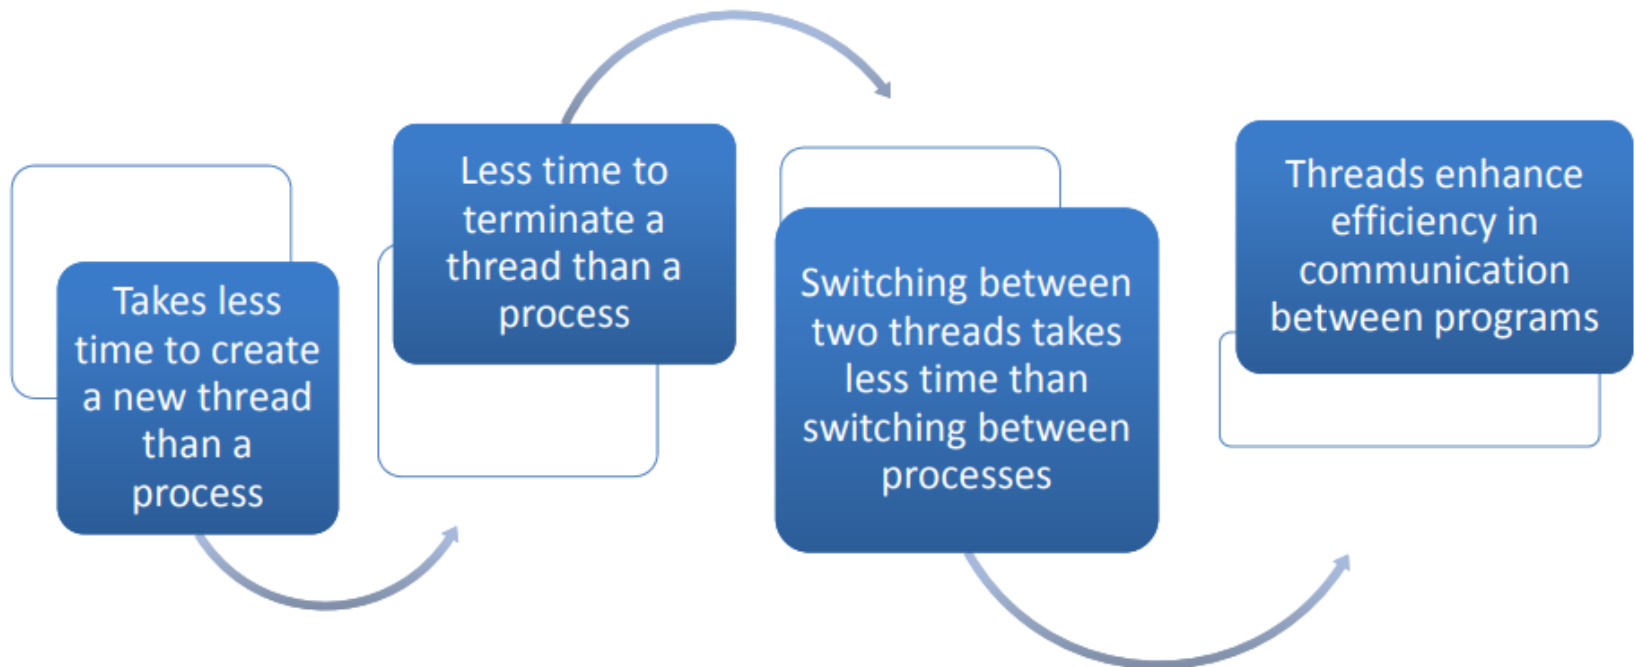 Takes less
time to create
a new thread
than a
process
Less time to
terminate a
thread than a
process
Switching between
two threads takes
less time than
switching between
processes
Threads enhance
efficiency in
communication
between programs